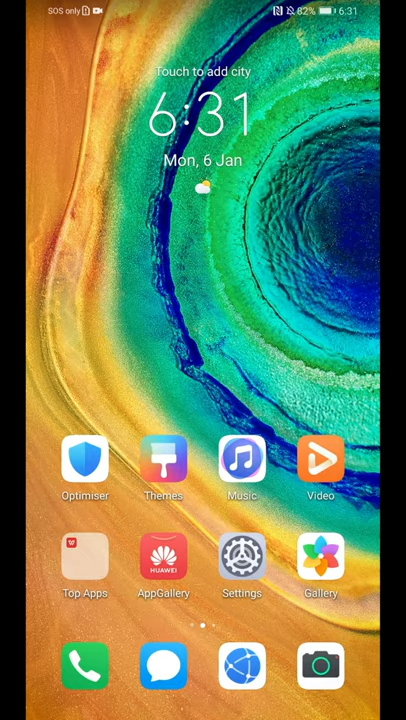 SOS only 82% 6:31
Touch to add city
6:31
Mon, 6 Jan
Optimiser Themes Music Video
HUAWEI
Top Apps AppGallery Settings Gallery